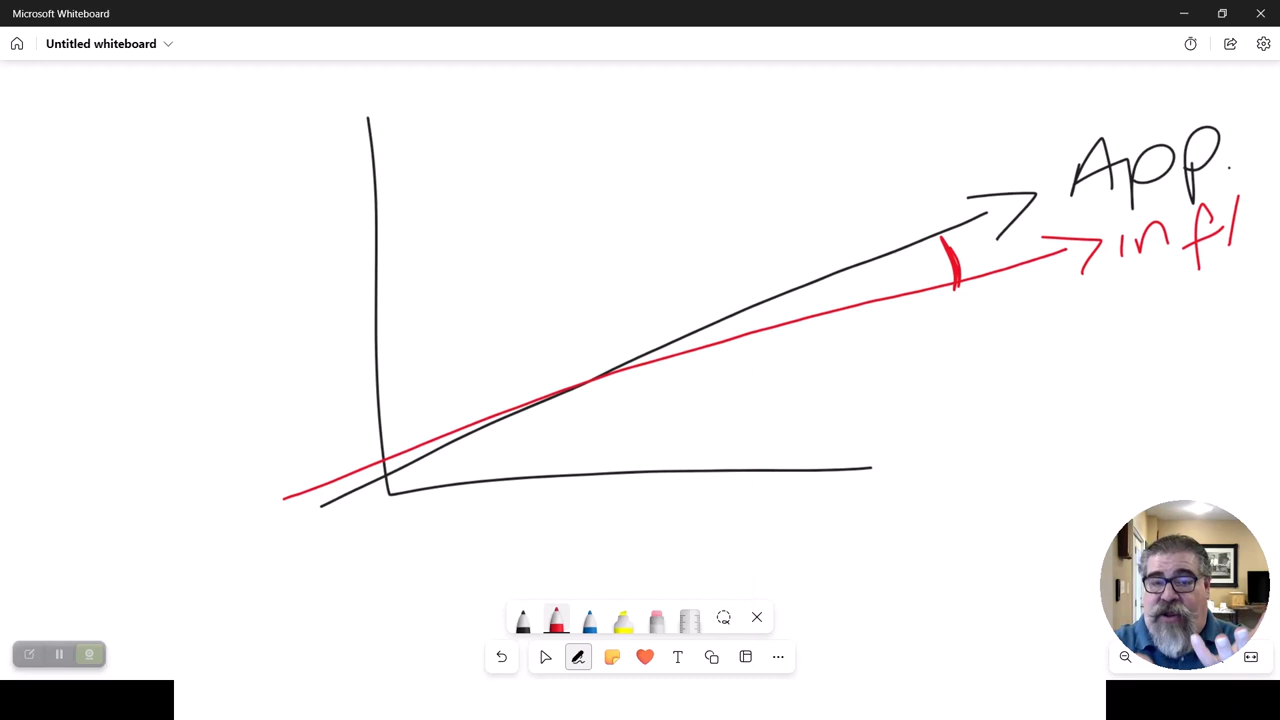 Microsoft Whiteboard
Untitled whiteboard
App.
infl
T